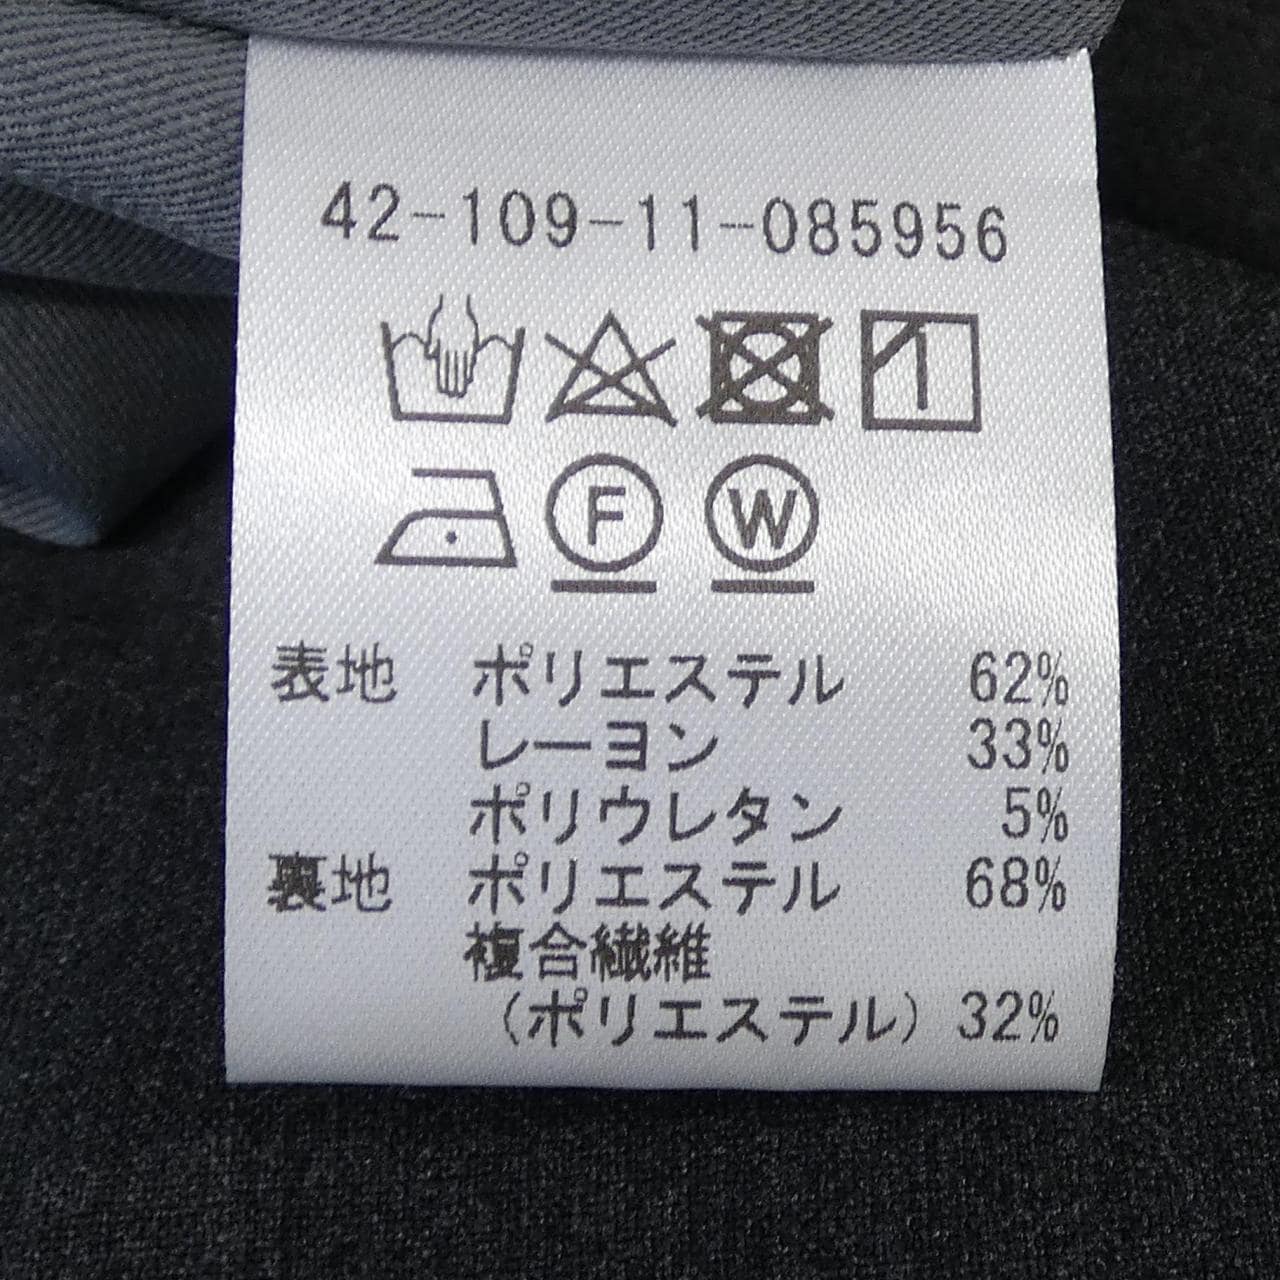 42-109-11-085956
F W
表地 ポリエステル 62%
レーヨン 33%
ポリウレタン 5%
裏地 ポリエステル 68%
複合繊維
(ポリエステル) 32%